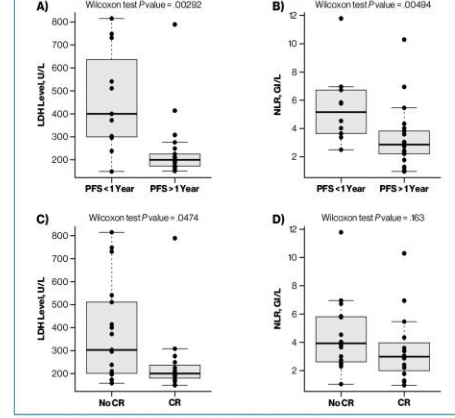 A) Wilcoxon test P value = .00292
LDH Level, U/L
800
700
600
500
400
300
200
PFS < 1 Year PFS > 1 Year
B) Wilcoxon test P value = .00494
NLR, GI/L
12
10
8
6
4
2
PFS < 1 Year PFS > 1 Year
C) Wilcoxon test P value = .0474
LDH Level, U/L
800
700
600
500
400
300
200
No CR CR
D) Wilcoxon test P value = .163
NLR, GI/L
12
10
8
6
4
2
No CR CR